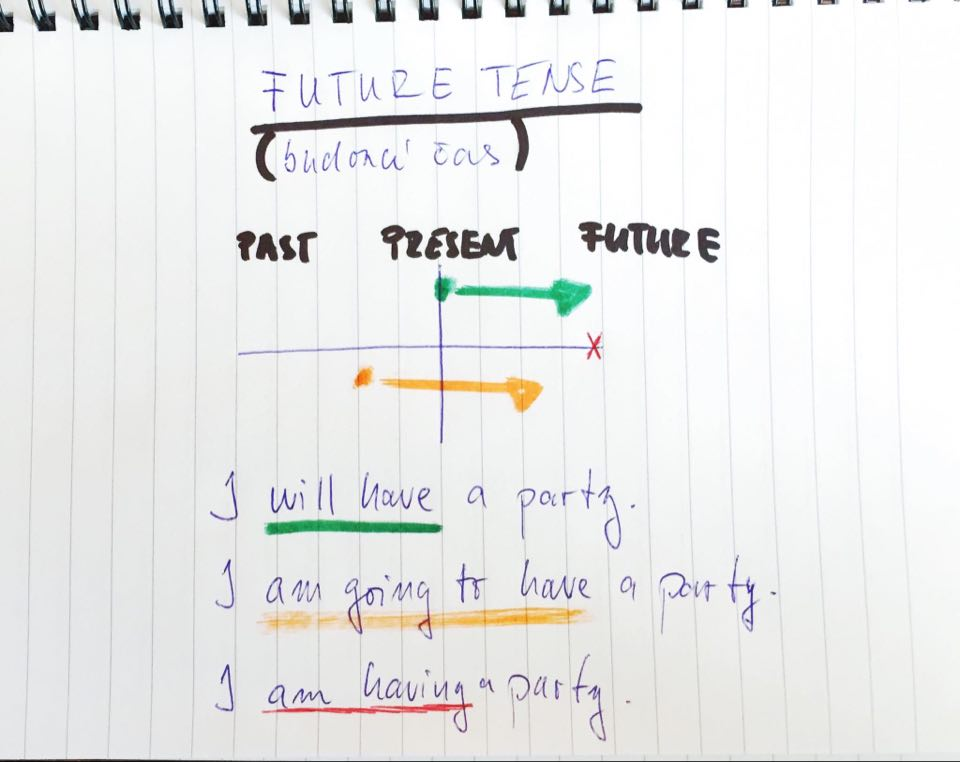 FUTURE TENSE
(budoucí čas)
PAST PRESENT FUTURE
I will have a party.
I am going to have a party.
I am having a party.